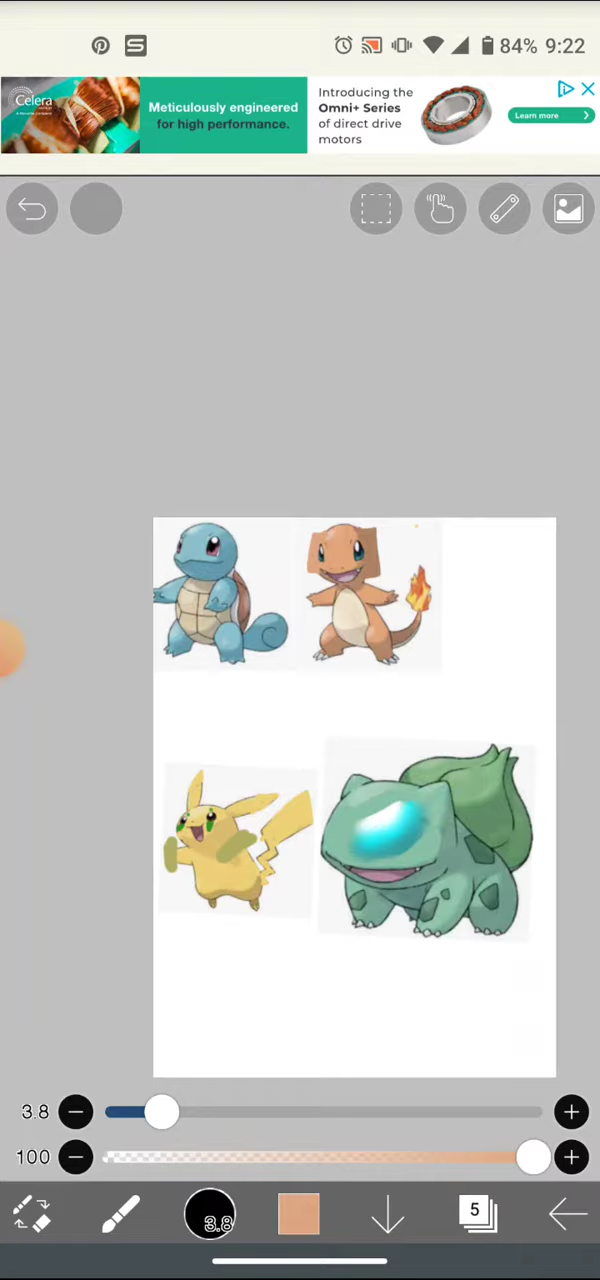 84% 9:22
Celera
Meticulously engineered
for high performance.
Introducing the
Omni+ Series
of direct drive
motors
Learn more
3.8
100
3.8
5